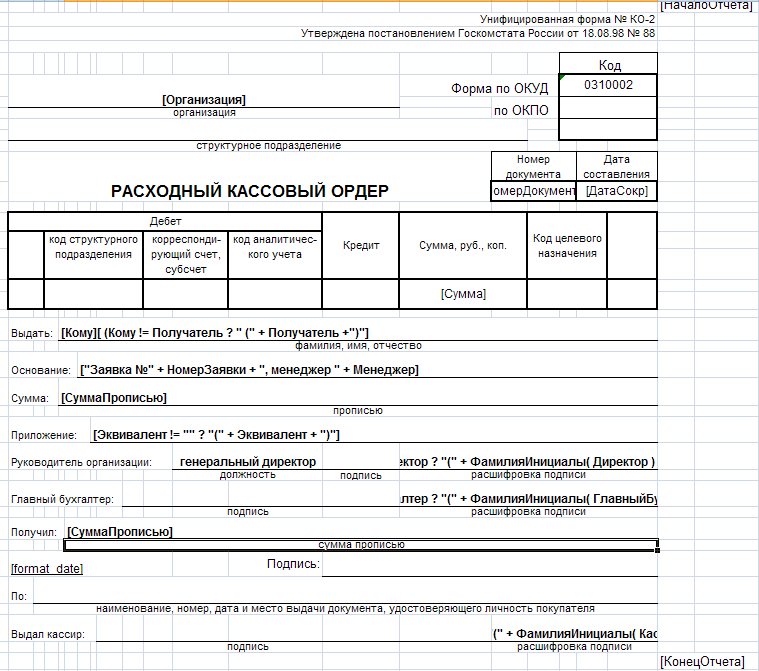 [НачалоОтчета]
Унифицированная форма № КО-2
Утверждена постановлением Госкомстата России от 18.08.98 № 88
Код
Форма по ОКУД 0310002
[Организация] по ОКПО
организация
структурное подразделение
Номер документа Дата составления
РАСХОДНЫЙ КАССОВЫЙ ОРДЕР омерДокумент [ДатаСокр]
Дебет
код структурного подразделения
корреспонди-
рующий счет,
субсчет
код аналитичес-
кого учета
Кредит
Сумма, руб., коп.
Код целевого
назначения
[Сумма]
Выдать: [Кому][ (Кому != Получатель ? " (" + Получатель +")"]
фамилия, имя, отчество
Основание: ["Заявка №" + НомерЗаявки + ", менеджер " + Менеджер]
Сумма: [СуммаПрописью]
прописью
Приложение: [Эквивалент != "" ? "(" + Эквивалент + ")"]
Руководитель организации: генеральный директор ектор ? "(" + ФамилияИнициалы( Директор )
должность подпись расшифровка подписи
Главный бухгалтер: лтер ? "(" + ФамилияИнициалы( ГлавныйБу
подпись расшифровка подписи
Получил: [СуммаПрописью]
сумма прописью
[format_date] Подпись:
По:
наименование, номер, дата и место выдачи документа, удостоверяющего личность покупателя
Выдал кассир: (" + ФамилияИнициалы( Кас
подпись расшифровка подписи
[КонецОтчета]